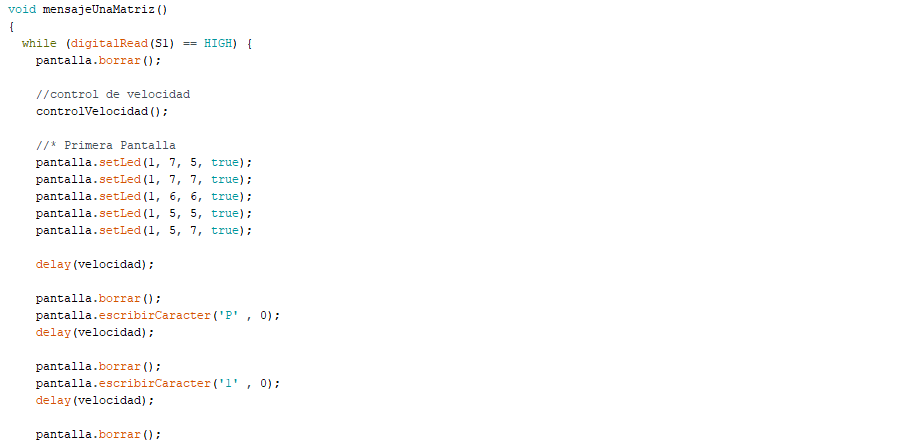 void mensajeUnaMatriz()
{
  while (digitalRead(S1) == HIGH) {
    pantalla.borrar();

    //control de velocidad
    controlVelocidad();

    //* Primera Pantalla
    pantalla.setLed(1, 7, 5, true);
    pantalla.setLed(1, 7, 7, true);
    pantalla.setLed(1, 6, 6, true);
    pantalla.setLed(1, 5, 5, true);
    pantalla.setLed(1, 5, 7, true);

    delay(velocidad);

    pantalla.borrar();
    pantalla.escribirCaracter('P' , 0);
    delay(velocidad);

    pantalla.borrar();
    pantalla.escribirCaracter('1' , 0);
    delay(velocidad);

    pantalla.borrar();